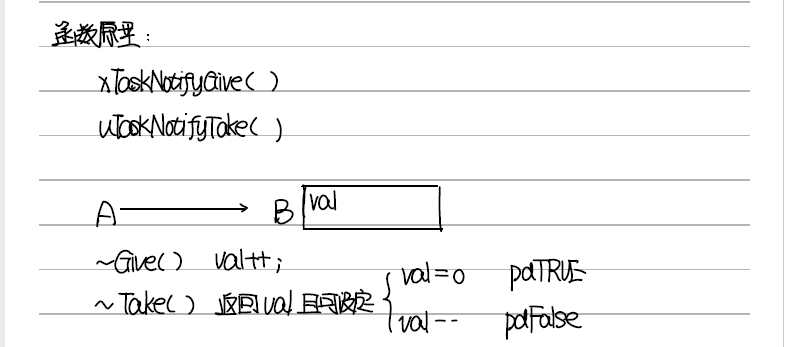 函数原型：
xTaskNotifyGive( )
uTaskNotifyTake( )
A B val
~Give( ) val++;
~Take( ) 返回val且可设定 val=0 pdTRUE
val-- pdFalse